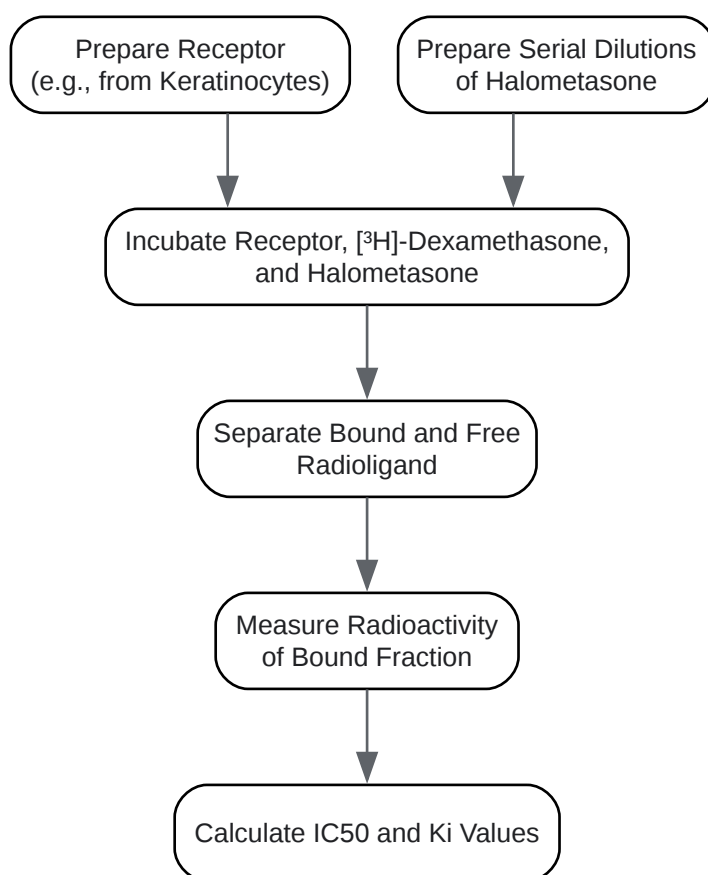 Prepare Receptor
(e.g., from Keratinocytes)
Prepare Serial Dilutions
of Halometasone
Incubate Receptor, [³H]-Dexamethasone,
and Halometasone
Separate Bound and Free
Radioligand
Measure Radioactivity
of Bound Fraction
Calculate IC50 and Ki Values